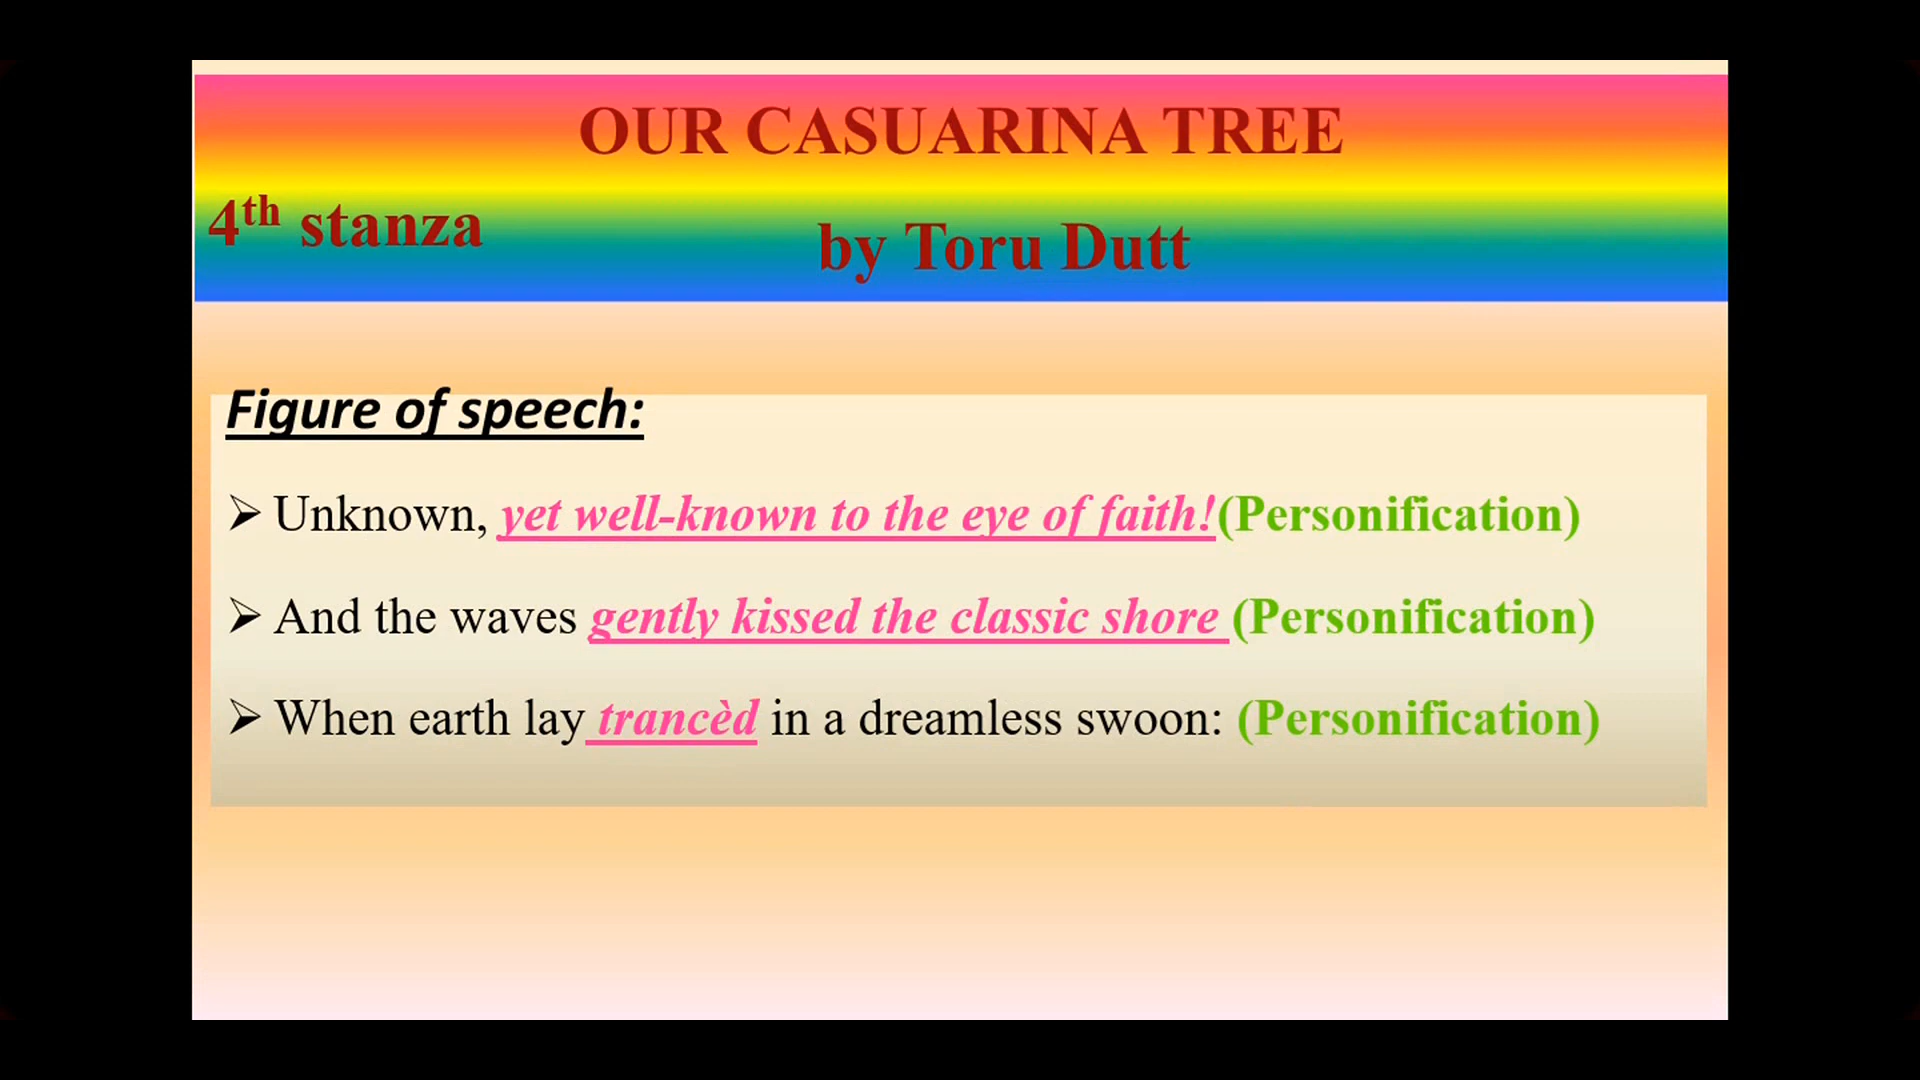 OUR CASUARINA TREE
4th stanza
by Toru Dutt
Figure of speech:
➢ Unknown, yet well-known to the eye of faith!(Personification)
➢ And the waves gently kissed the classic shore (Personification)
➢ When earth lay trancèd in a dreamless swoon: (Personification)